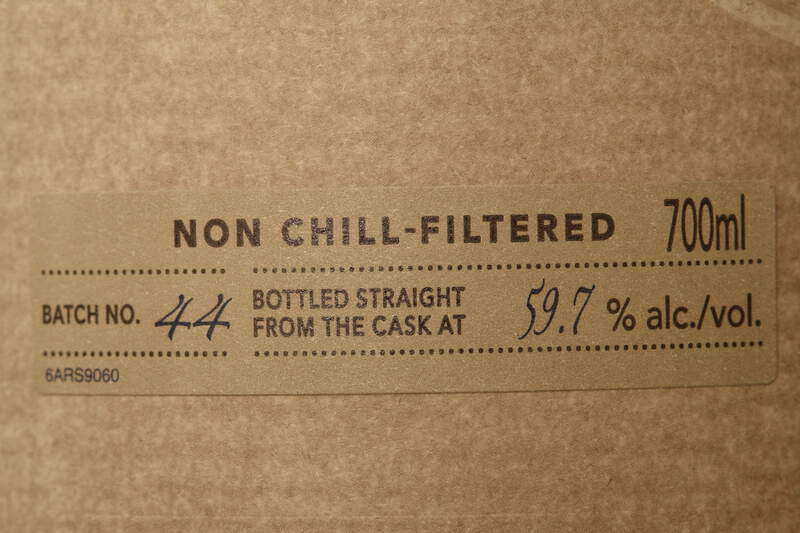 NON CHILL-FILTERED 700ml
BATCH NO. 44
BOTTLED STRAIGHT
FROM THE CASK AT 59.7 % alc./vol.
6ARS9060